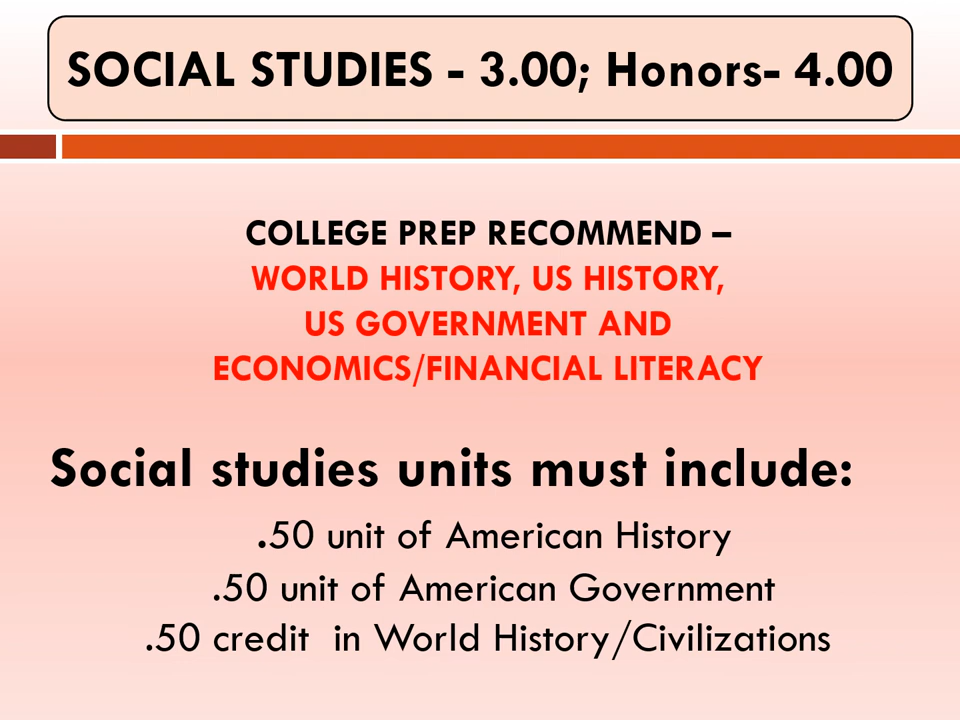 SOCIAL STUDIES - 3.00; Honors- 4.00
COLLEGE PREP RECOMMEND –
WORLD HISTORY, US HISTORY,
US GOVERNMENT AND
ECONOMICS/FINANCIAL LITERACY
Social studies units must include:
.50 unit of American History
.50 unit of American Government
.50 credit  in World History/Civilizations